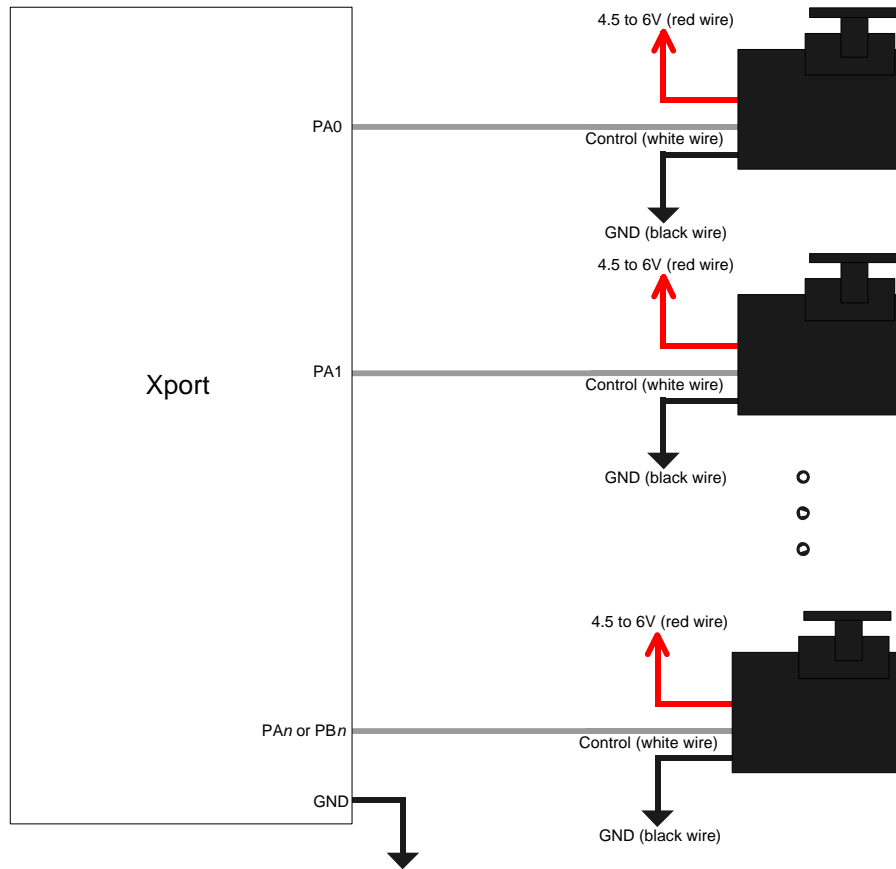 4.5 to 6V (red wire)
PA0
Control (white wire)
GND (black wire)
4.5 to 6V (red wire)
PA1
Control (white wire)
Xport
GND (black wire)
4.5 to 6V (red wire)
PAn or PBn
Control (white wire)
GND
GND (black wire)